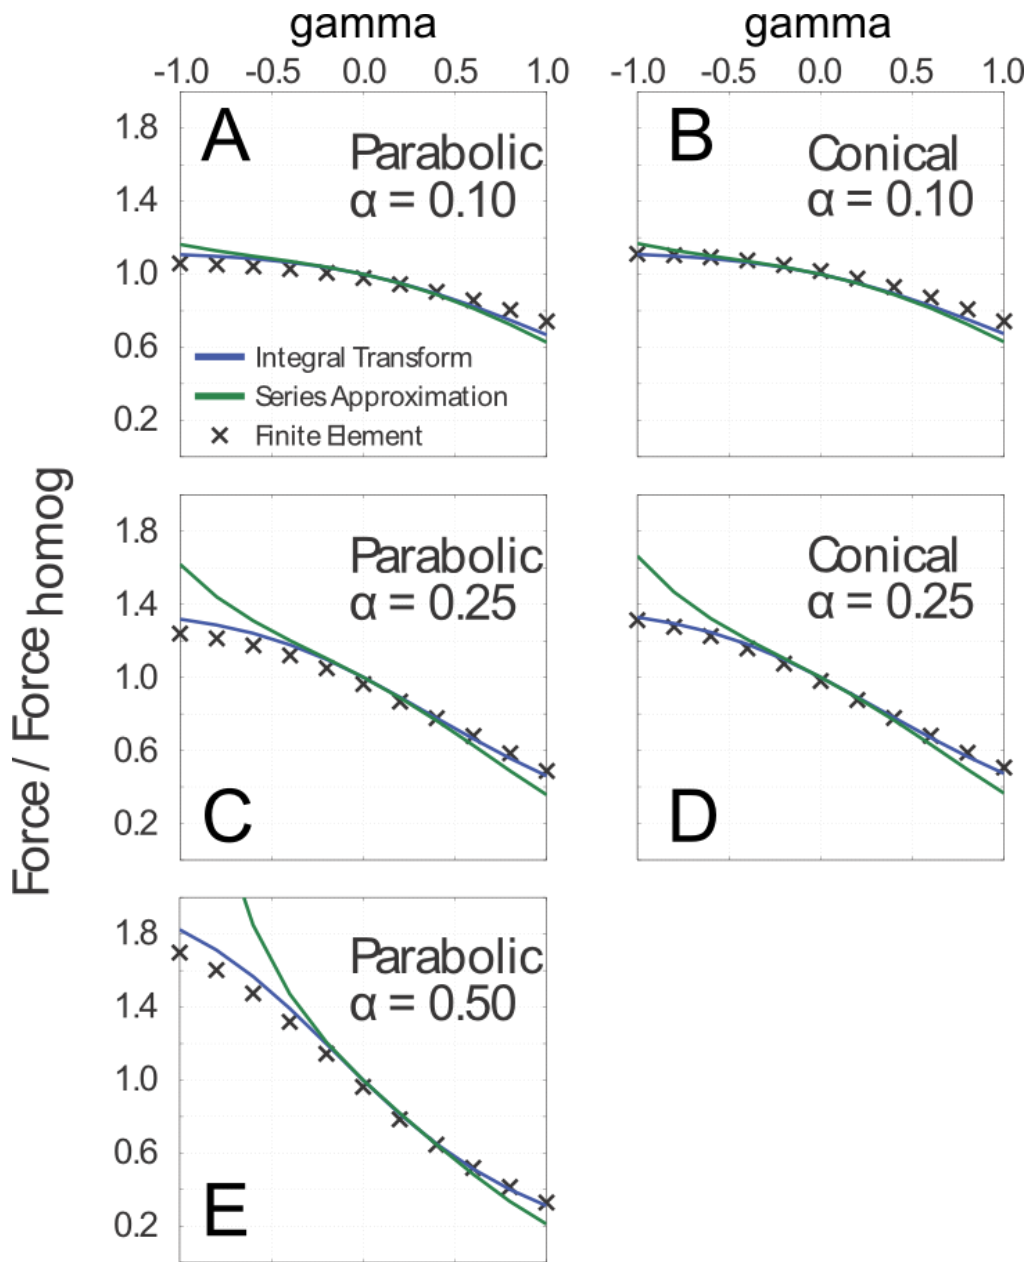 gamma
gamma
-1.0 -0.5 0.0 0.5 1.0
-1.0 -0.5 0.0 0.5 1.0
A
Parabolic
α = 0.10
1.8
1.4
1.0
0.6
0.2
Integral Transform
Series Approximation
Finite Element
B
Conical
α = 0.10
Force / Force homog
Parabolic
α = 0.25
1.8
1.4
1.0
0.6
0.2
C
Conical
α = 0.25
D
Parabolic
α = 0.50
1.8
1.4
1.0
0.6
0.2
E